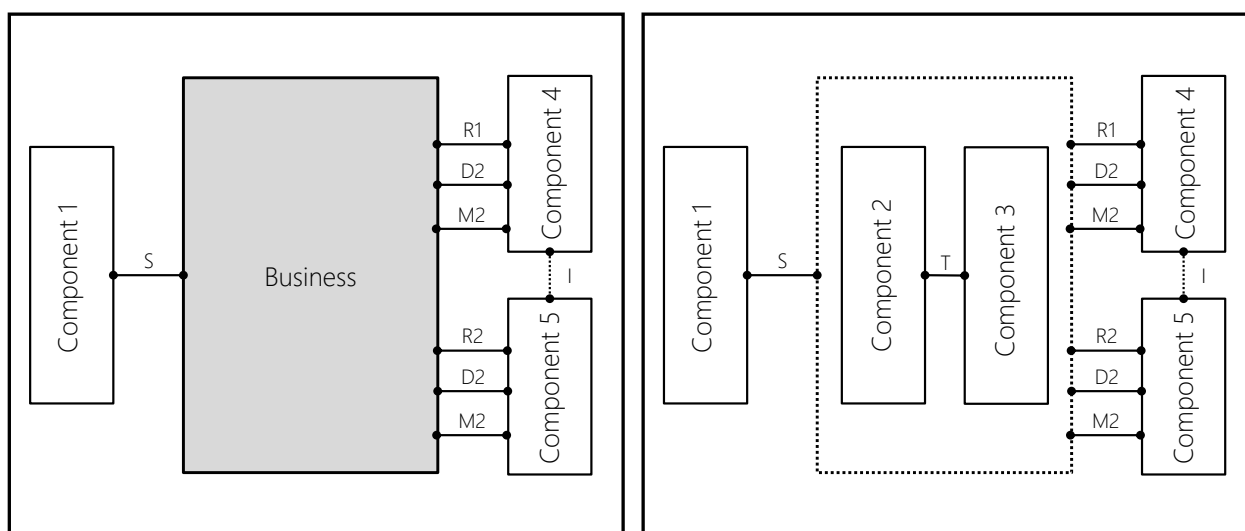 Component 1
S
Business
R1
D2
M2
Component 4
I
R2
D2
M2
Component 5
Component 1
S
Component 2
T
Component 3
R1
D2
M2
Component 4
I
R2
D2
M2
Component 5